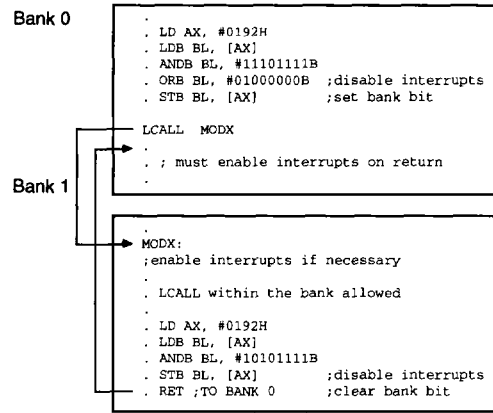 Bank 0
.
. LD AX, #0192H
. LDB BL, [AX]
. ANDB BL, #11101111B
. ORB BL, #01000000B ;disable interrupts
. STB BL, [AX] ;set bank bit
LCALL MODX
.
. ; must enable interrupts on return
.
Bank 1
.
MODX:
;enable interrupts if necessary
.
. LCALL within the bank allowed
.
. LD AX, #0192H
. LDB BL, [AX]
. ANDB BL, #10101111B
. STB BL, [AX] ;disable interrupts
. RET ;TO BANK 0 ;clear bank bit